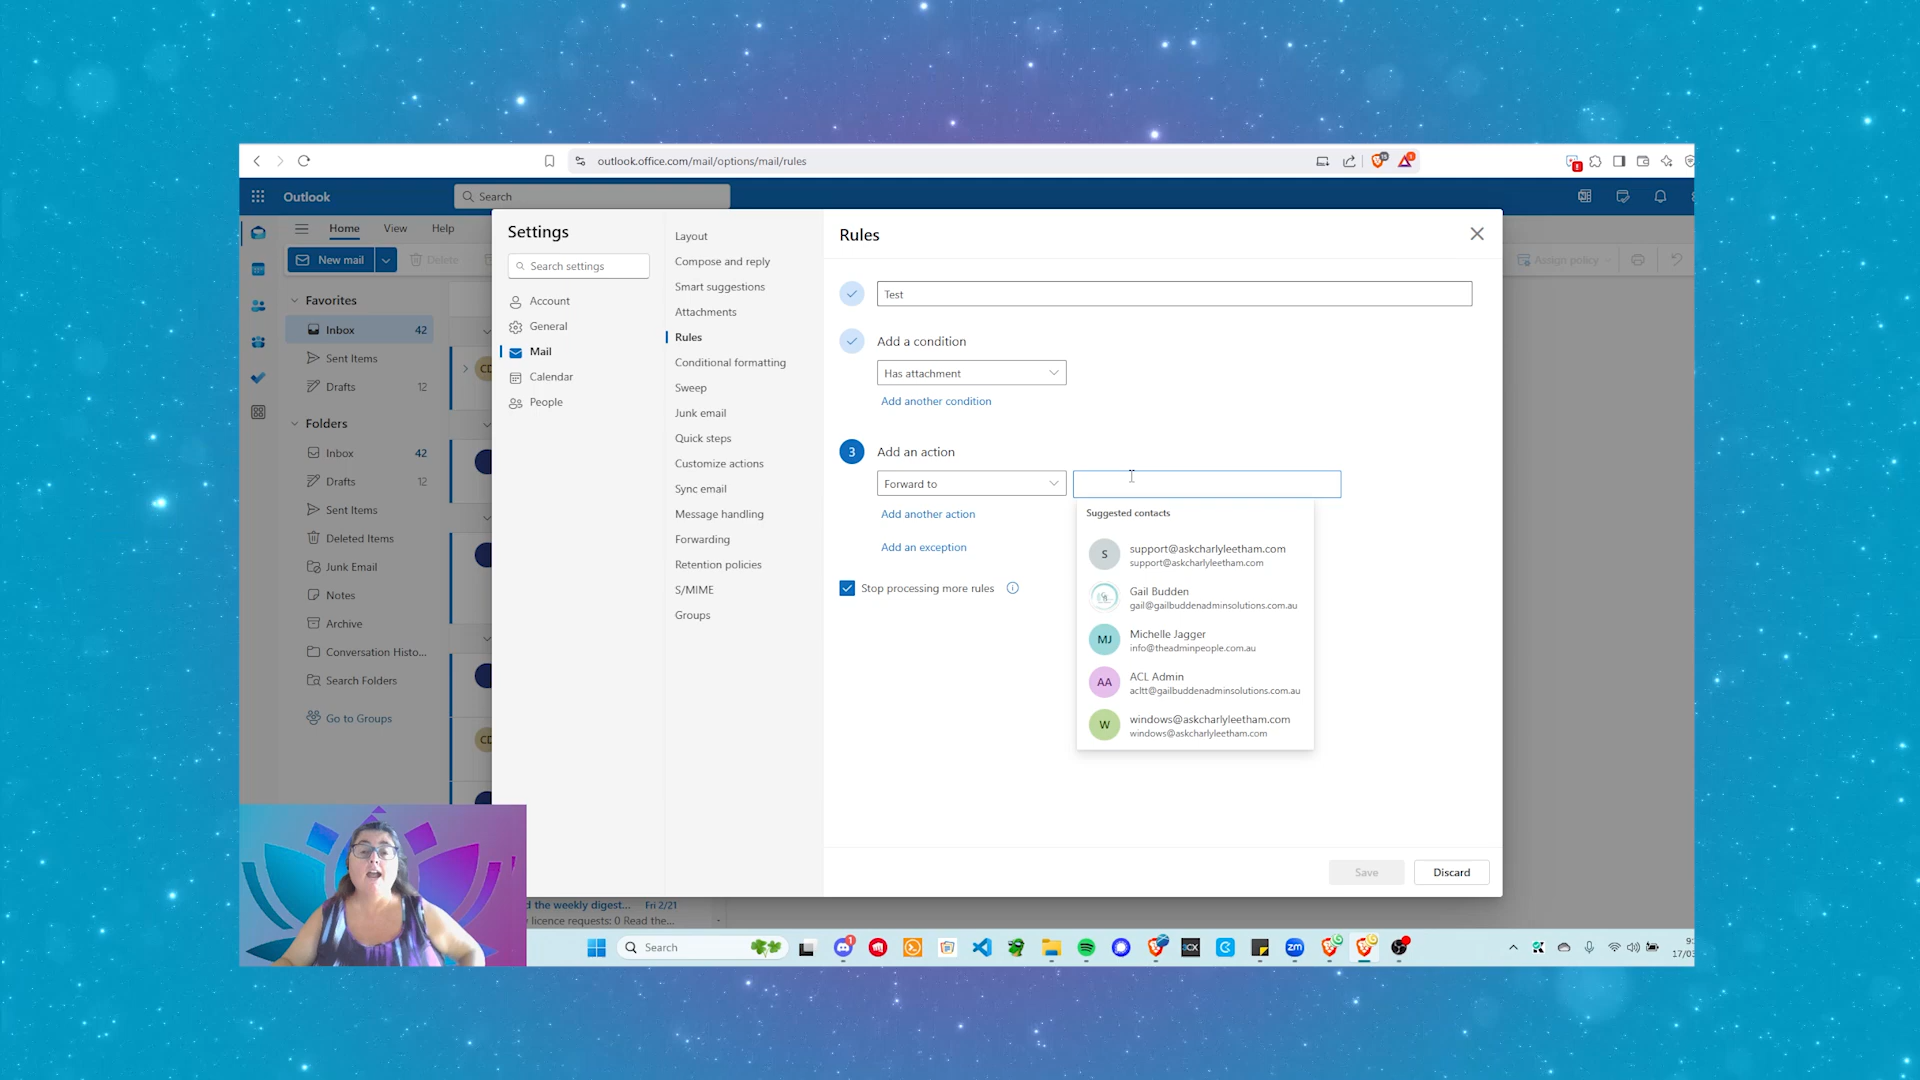 outlook.office.com/mail/options/mail/rules
Outlook
Search
Home View Help
New mail
Delete
Assign policy
Favorites
Inbox 42
Sent Items
Drafts 12
Folders
Inbox 42
Drafts 12
Sent Items
Deleted Items
Junk Email
Notes
Archive
Conversation Histo...
Search Folders
Go to Groups
Settings
Search settings
Account
General
Mail
Calendar
People
Layout
Compose and reply
Smart suggestions
Attachments
Rules
Conditional formatting
Sweep
Junk email
Quick steps
Customize actions
Sync email
Message handling
Forwarding
Retention policies
S/MIME
Groups
Rules
Test
Add a condition
Has attachment
Add another condition
3 Add an action
Forward to
Add another action
Add an exception
Stop processing more rules
Suggested contacts
S support@askcharlyleetham.com
support@askcharlyleetham.com
Gail Budden
gail@gailbuddenadminsolutions.com.au
MJ Michelle Jagger
info@theadminpeople.com.au
AA ACL Admin
acltt@gailbuddenadminsolutions.com.au
W windows@askcharlyleetham.com
windows@askcharlyleetham.com
Save Discard
d the weekly digest... Fri 2/21
licence requests: 0 Read the...
Search
zm
17/03